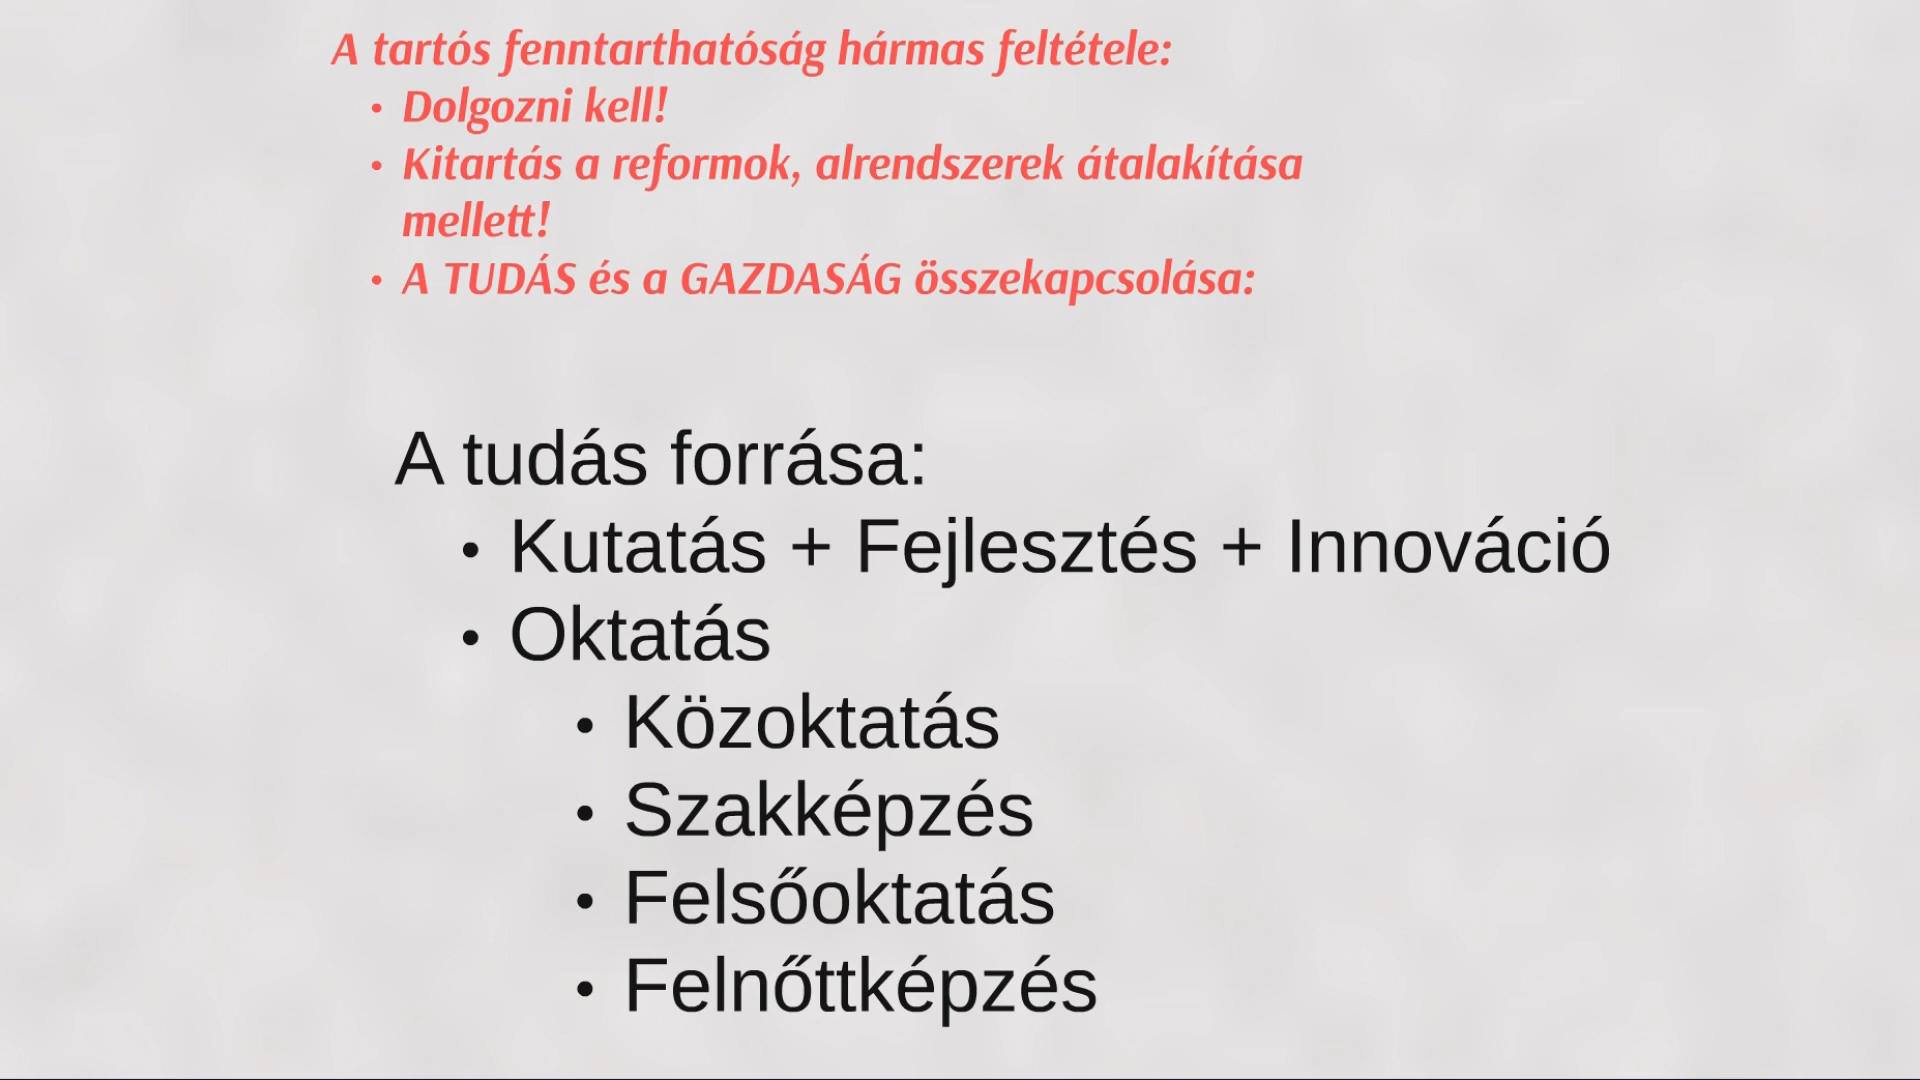 A tartós fenntarthatóság hármas feltétele:
• Dolgozni kell!
• Kitartás a reformok, alrendszerek átalakítása
mellett!
• A TUDÁS és a GAZDASÁG összekapcsolása:
A tudás forrása:
• Kutatás + Fejlesztés + Innováció
• Oktatás
• Közoktatás
• Szakképzés
• Felsőoktatás
• Felnőttképzés